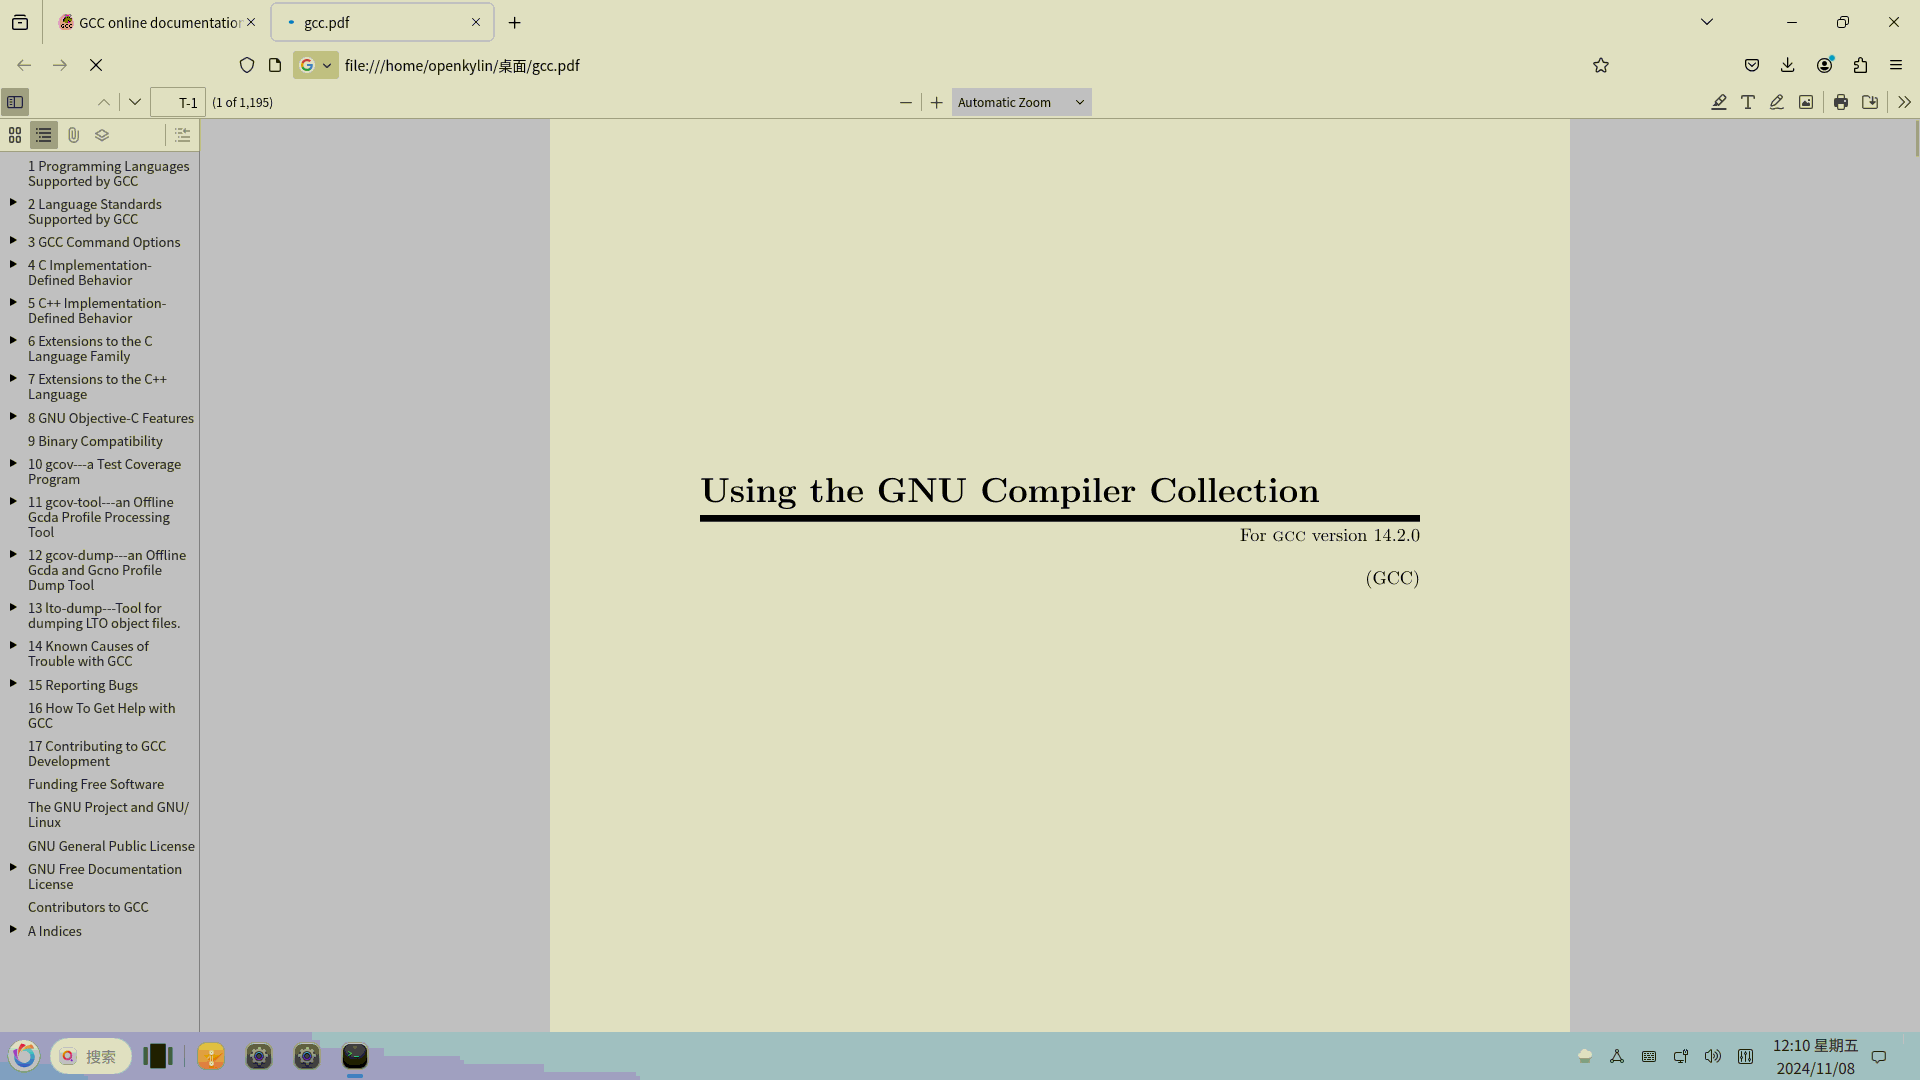 GCC online documentation
gcc.pdf
file:///home/openkylin/桌面/gcc.pdf
T-1
(1 of 1,195)
Automatic Zoom
1 Programming Languages
Supported by GCC
2 Language Standards
Supported by GCC
3 GCC Command Options
4 C Implementation-
Defined Behavior
5 C++ Implementation-
Defined Behavior
6 Extensions to the C
Language Family
7 Extensions to the C++
Language
8 GNU Objective-C Features
9 Binary Compatibility
10 gcov---a Test Coverage
Program
11 gcov-tool---an Offline
Gcda Profile Processing
Tool
12 gcov-dump---an Offline
Gcda and Gcno Profile
Dump Tool
13 lto-dump---Tool for
dumping LTO object files.
14 Known Causes of
Trouble with GCC
15 Reporting Bugs
16 How To Get Help with
GCC
17 Contributing to GCC
Development
Funding Free Software
The GNU Project and GNU/
Linux
GNU General Public License
GNU Free Documentation
License
Contributors to GCC
A Indices
Using the GNU Compiler Collection
For GCC version 14.2.0
(GCC)
搜索
12:10 星期五
2024/11/08